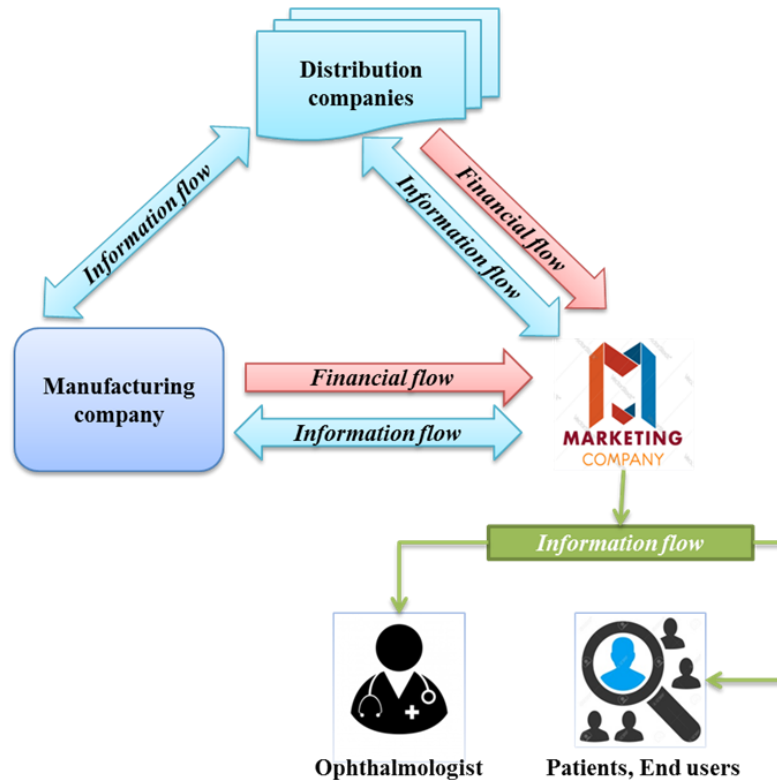 Distribution
companies
Information flow
Information flow
Financial flow
Manufacturing
company
Financial flow
Information flow
MARKETING
COMPANY
Information flow
Ophthalmologist
Patients, End users